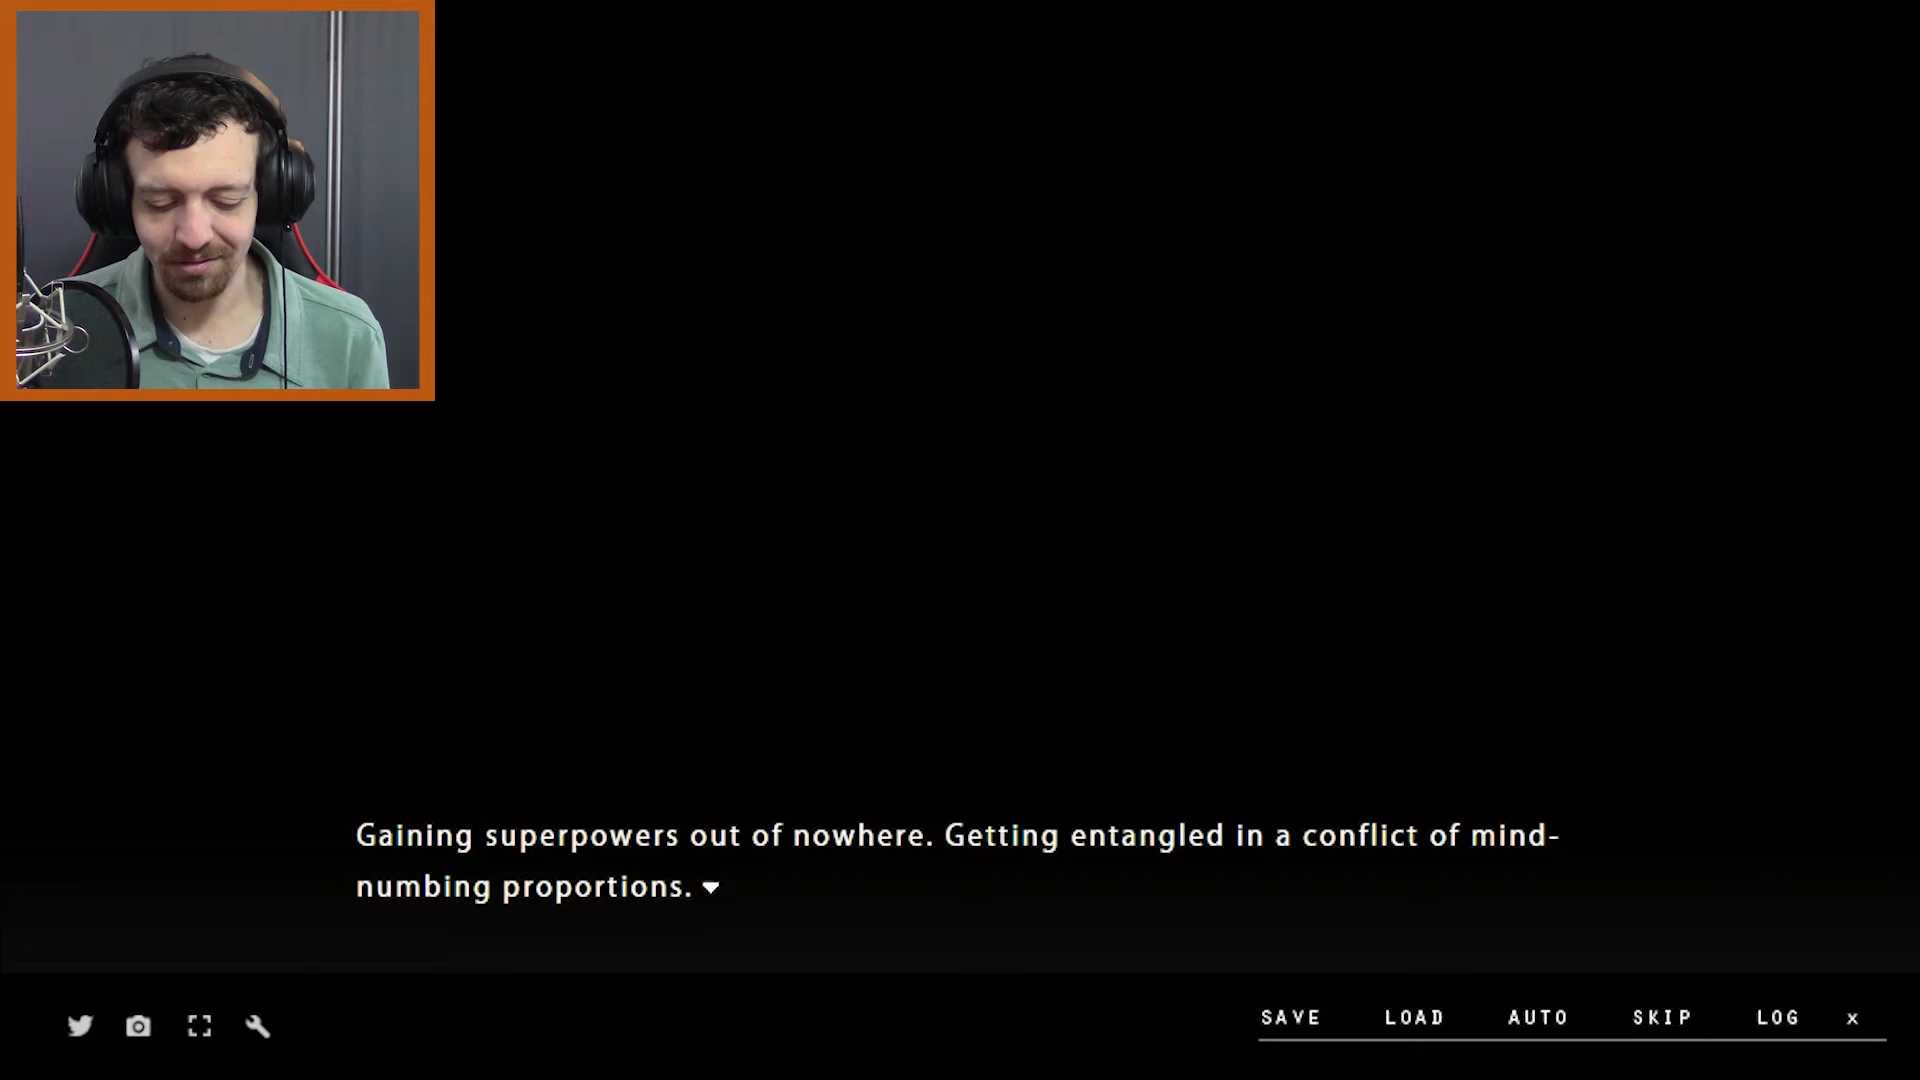 Gaining superpowers out of nowhere. Getting entangled in a conflict of mind-
numbing proportions.
SAVE LOAD AUTO SKIP LOG x